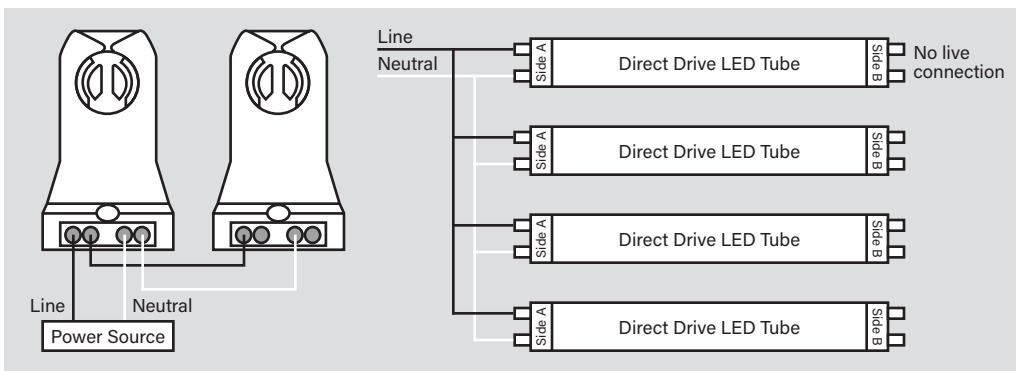 Line
Neutral
Power Source
Line
Neutral
Side A
Direct Drive LED Tube
Side B
No live
connection
Side A
Direct Drive LED Tube
Side B
Side A
Direct Drive LED Tube
Side B
Side A
Direct Drive LED Tube
Side B